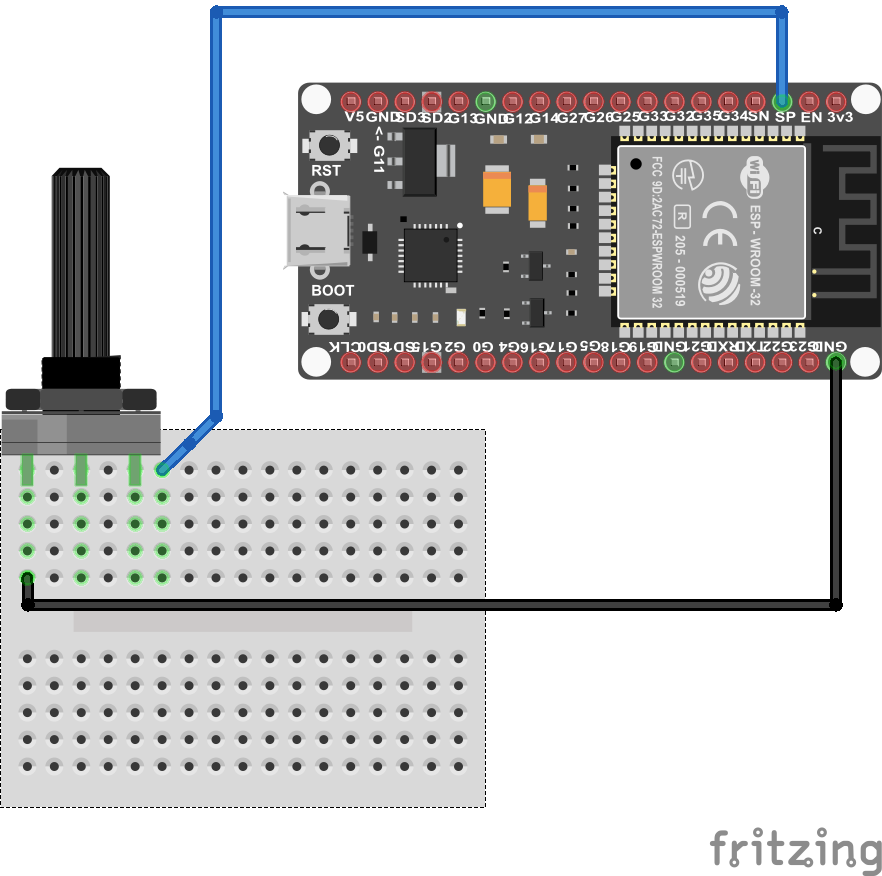 V5 GND SD3 SD2 G13 GND G12 G14 G27 G26 G25 G33 G32 G35 G34 SN SP EN 3v3
< - G11
RST
BOOT
WiFi
ESP - WROOM -32
CE
R
205 - 000519
FCC 9D:2AC72-ESPWROOM 32
C
CLK SD0 SD1 G15 G2 G0 G4 G16 G17 G5 G18 G19 GND G21 RXD TXD G22 G23 GND
fritzing